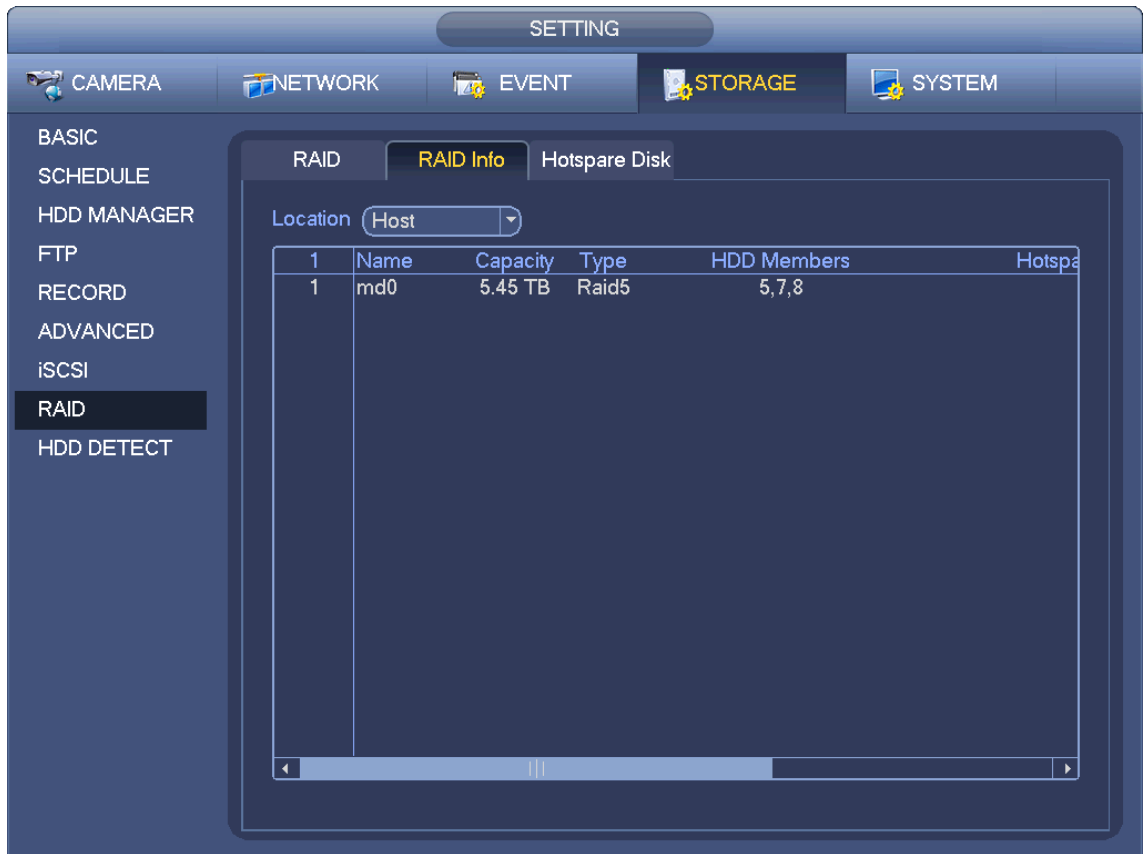 SETTING
CAMERA NETWORK EVENT STORAGE SYSTEM
BASIC
SCHEDULE
HDD MANAGER
FTP
RECORD
ADVANCED
iSCSI
RAID
HDD DETECT
RAID RAID Info Hotspare Disk
Location Host
1 Name Capacity Type HDD Members Hotspa
1 md0 5.45 TB Raid5 5,7,8